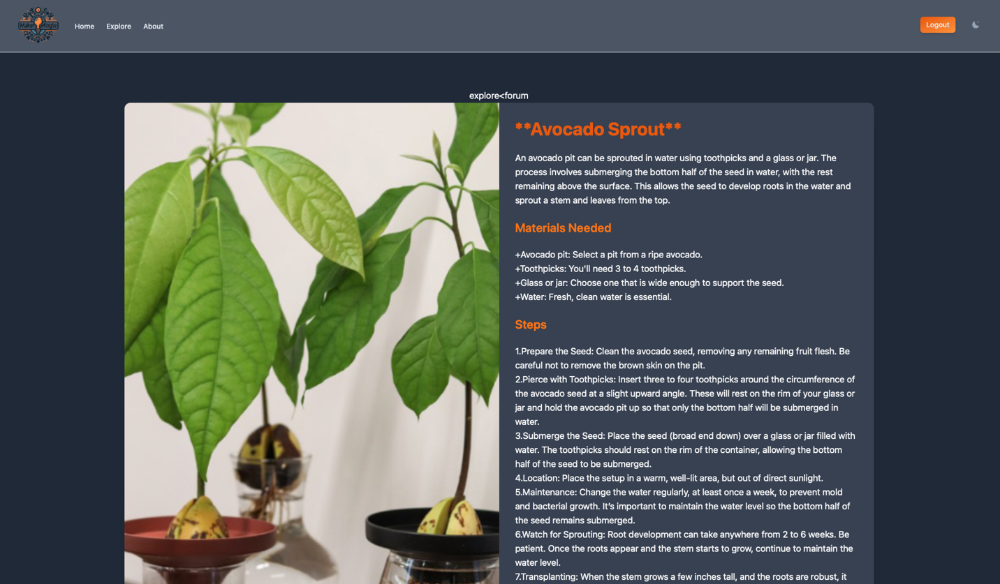 Make Mingle
Home Explore About
Logout
explore<forum
**Avocado Sprout**
An avocado pit can be sprouted in water using toothpicks and a glass or jar. The
process involves submerging the bottom half of the seed in water, with the rest
remaining above the surface. This allows the seed to develop roots in the water and
sprout a stem and leaves from the top.
Materials Needed
+Avocado pit: Select a pit from a ripe avocado.
+Toothpicks: You'll need 3 to 4 toothpicks.
+Glass or jar: Choose one that is wide enough to support the seed.
+Water: Fresh, clean water is essential.
Steps
1.Prepare the Seed: Clean the avocado seed, removing any remaining fruit flesh. Be
careful not to remove the brown skin on the pit.
2.Pierce with Toothpicks: Insert three to four toothpicks around the circumference of
the avocado seed at a slight upward angle. These will rest on the rim of your glass or
jar and hold the avocado pit up so that only the bottom half will be submerged in
water.
3.Submerge the Seed: Place the seed (broad end down) over a glass or jar filled with
water. The toothpicks should rest on the rim of the container, allowing the bottom
half of the seed to be submerged.
4.Location: Place the setup in a warm, well-lit area, but out of direct sunlight.
5.Maintenance: Change the water regularly, at least once a week, to prevent mold
and bacterial growth. It’s important to maintain the water level so the bottom half of
the seed remains submerged.
6.Watch for Sprouting: Root development can take anywhere from 2 to 6 weeks. Be
patient. Once the roots appear and the stem starts to grow, continue to maintain the
water level.
7.Transplanting: When the stem grows a few inches tall, and the roots are robust, it